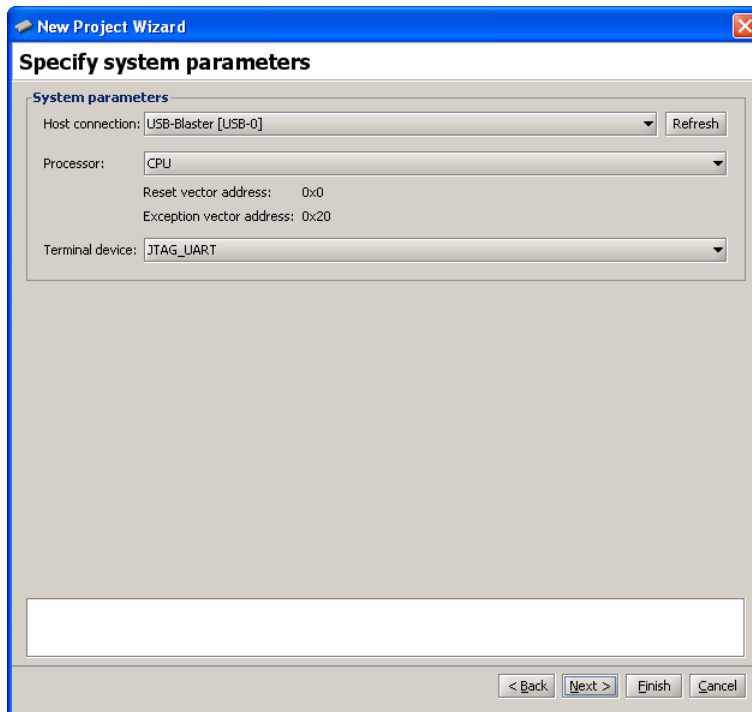 New Project Wizard
Specify system parameters
System parameters
Host connection: USB-Blaster [USB-0] Refresh
Processor: CPU
Reset vector address: 0x0
Exception vector address: 0x20
Terminal device: JTAG_UART
< Back Next > Finish Cancel